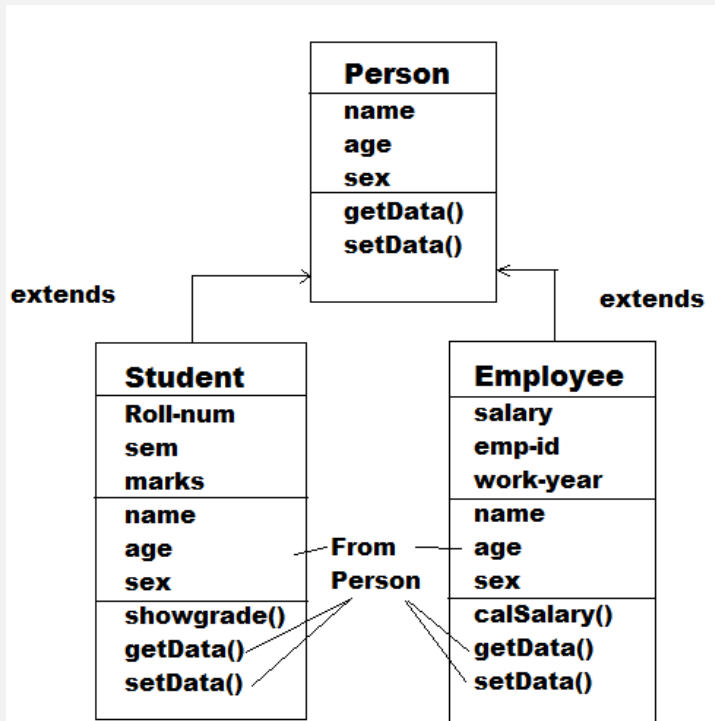 Person
name
age
sex
getData()
setData()
extends
extends
Student
Roll-num
sem
marks
name
age
sex
showgrade()
getData()
setData()
From
Person
Employee
salary
emp-id
work-year
name
age
sex
calSalary()
getData()
setData()